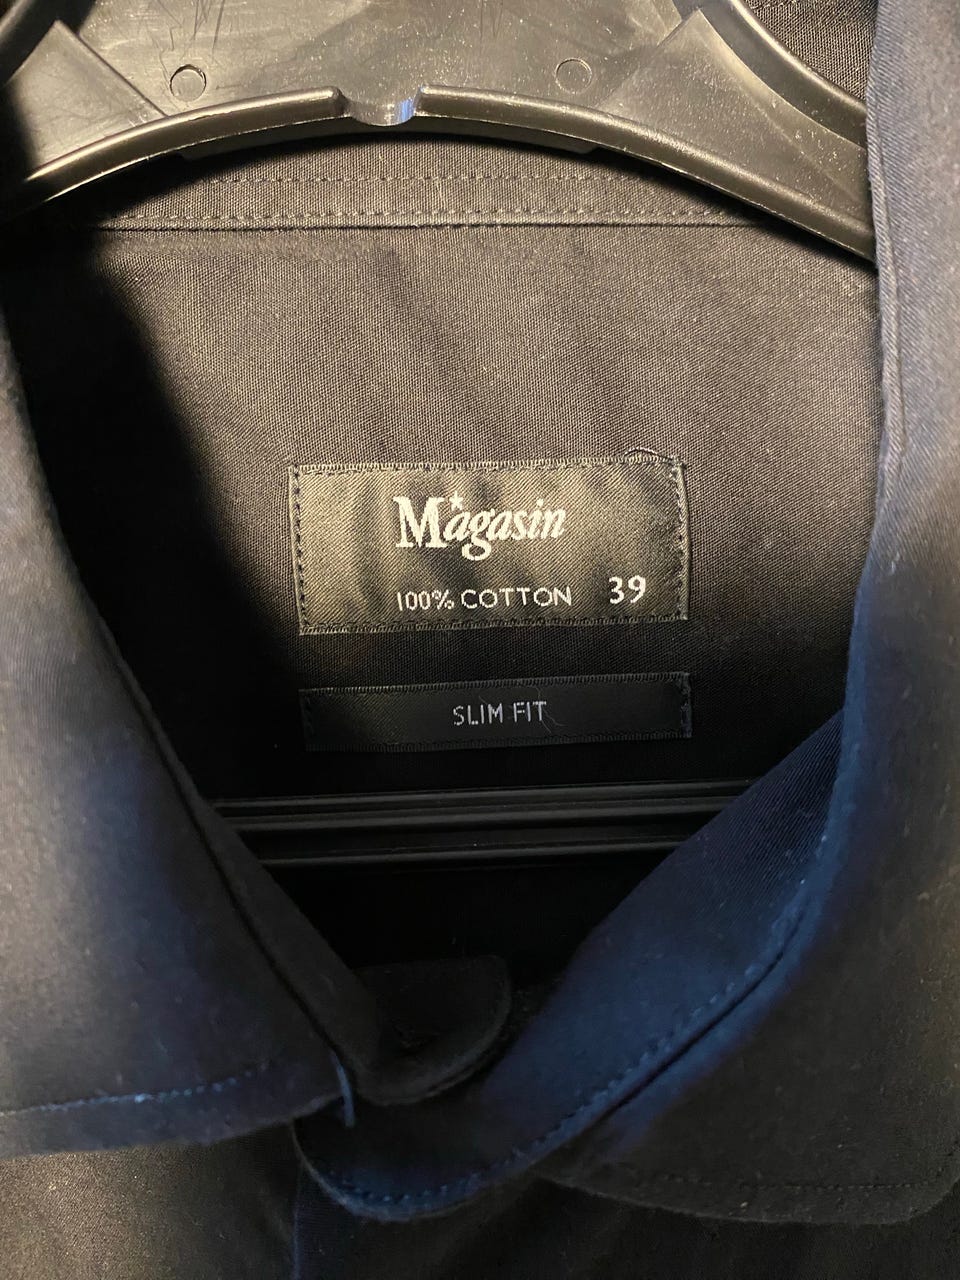 Magasin
100% COTTON 39
SLIM FIT